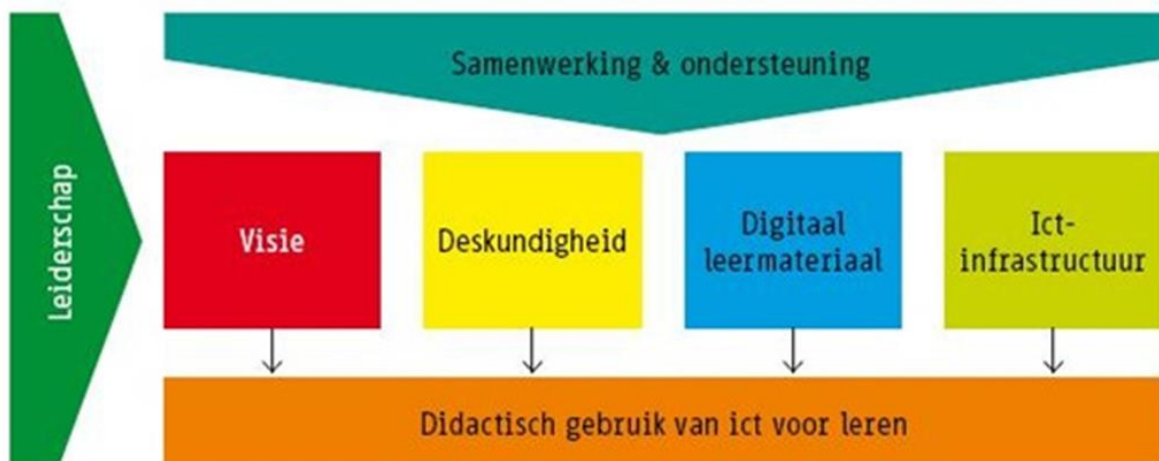 Leiderschap
Samenwerking & ondersteuning
Visie
Deskundigheid
Digitaal
leermateriaal
Ict-
infrastructuur
Didactisch gebruik van ict voor leren